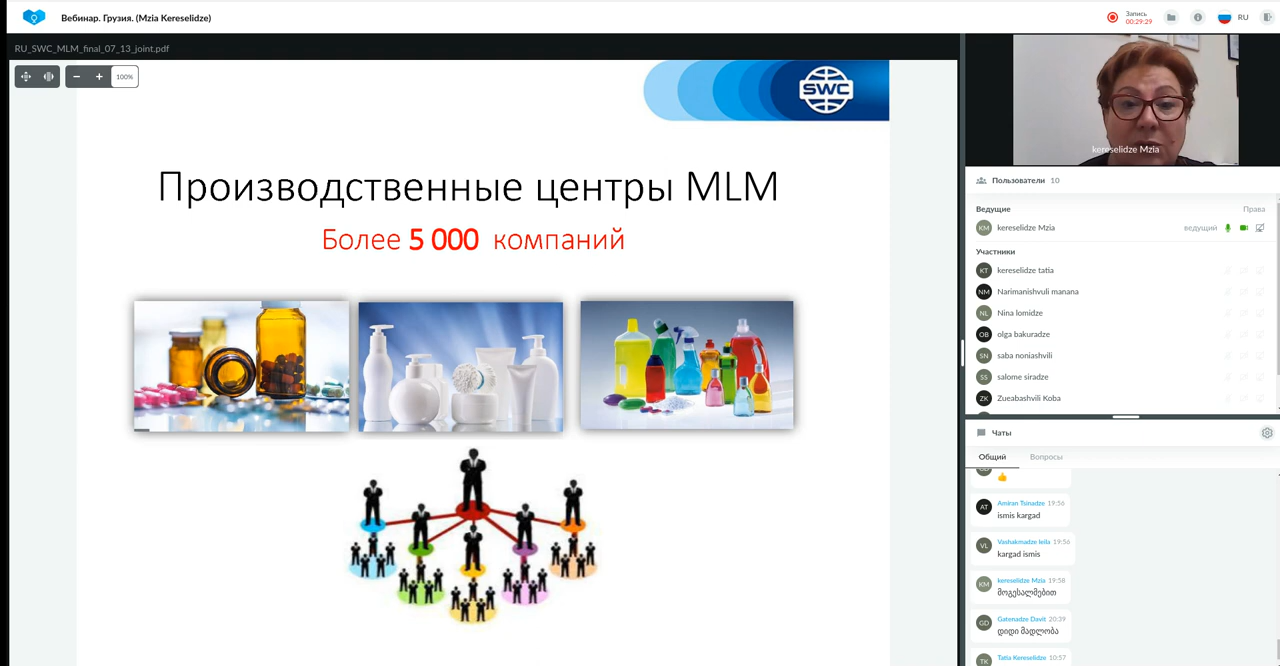 Вебинар. Грузия. (Mzia Kereselidze)
Запись
00:29:29
RU
RU_SWC_MLM_final_07_13_joint.pdf
100%
SWC
Производственные центры MLM
Более 5 000 компаний
kereselidze Mzia
Пользователи 10
Ведущие Права
KM kereselidze Mzia ведущий
Участники
KT kereselidze tatia
NM Narimanishvuli manana
NL Nina lomidze
OB olga bakuradze
SN saba noniashvili
SS salome siradze
ZK Zueabashvili Koba
Чаты
Общий Вопросы
AT Amiran Tsinadze 19:56
ismis kargad
VL Vashakmadze leila 19:56
kargad ismis
KM kereselidze Mzia 19:58
მოგესალმებით
GD Gatenadze Davit 20:39
დიდი მადლობა
TK Tatia Kereselidze 10:57